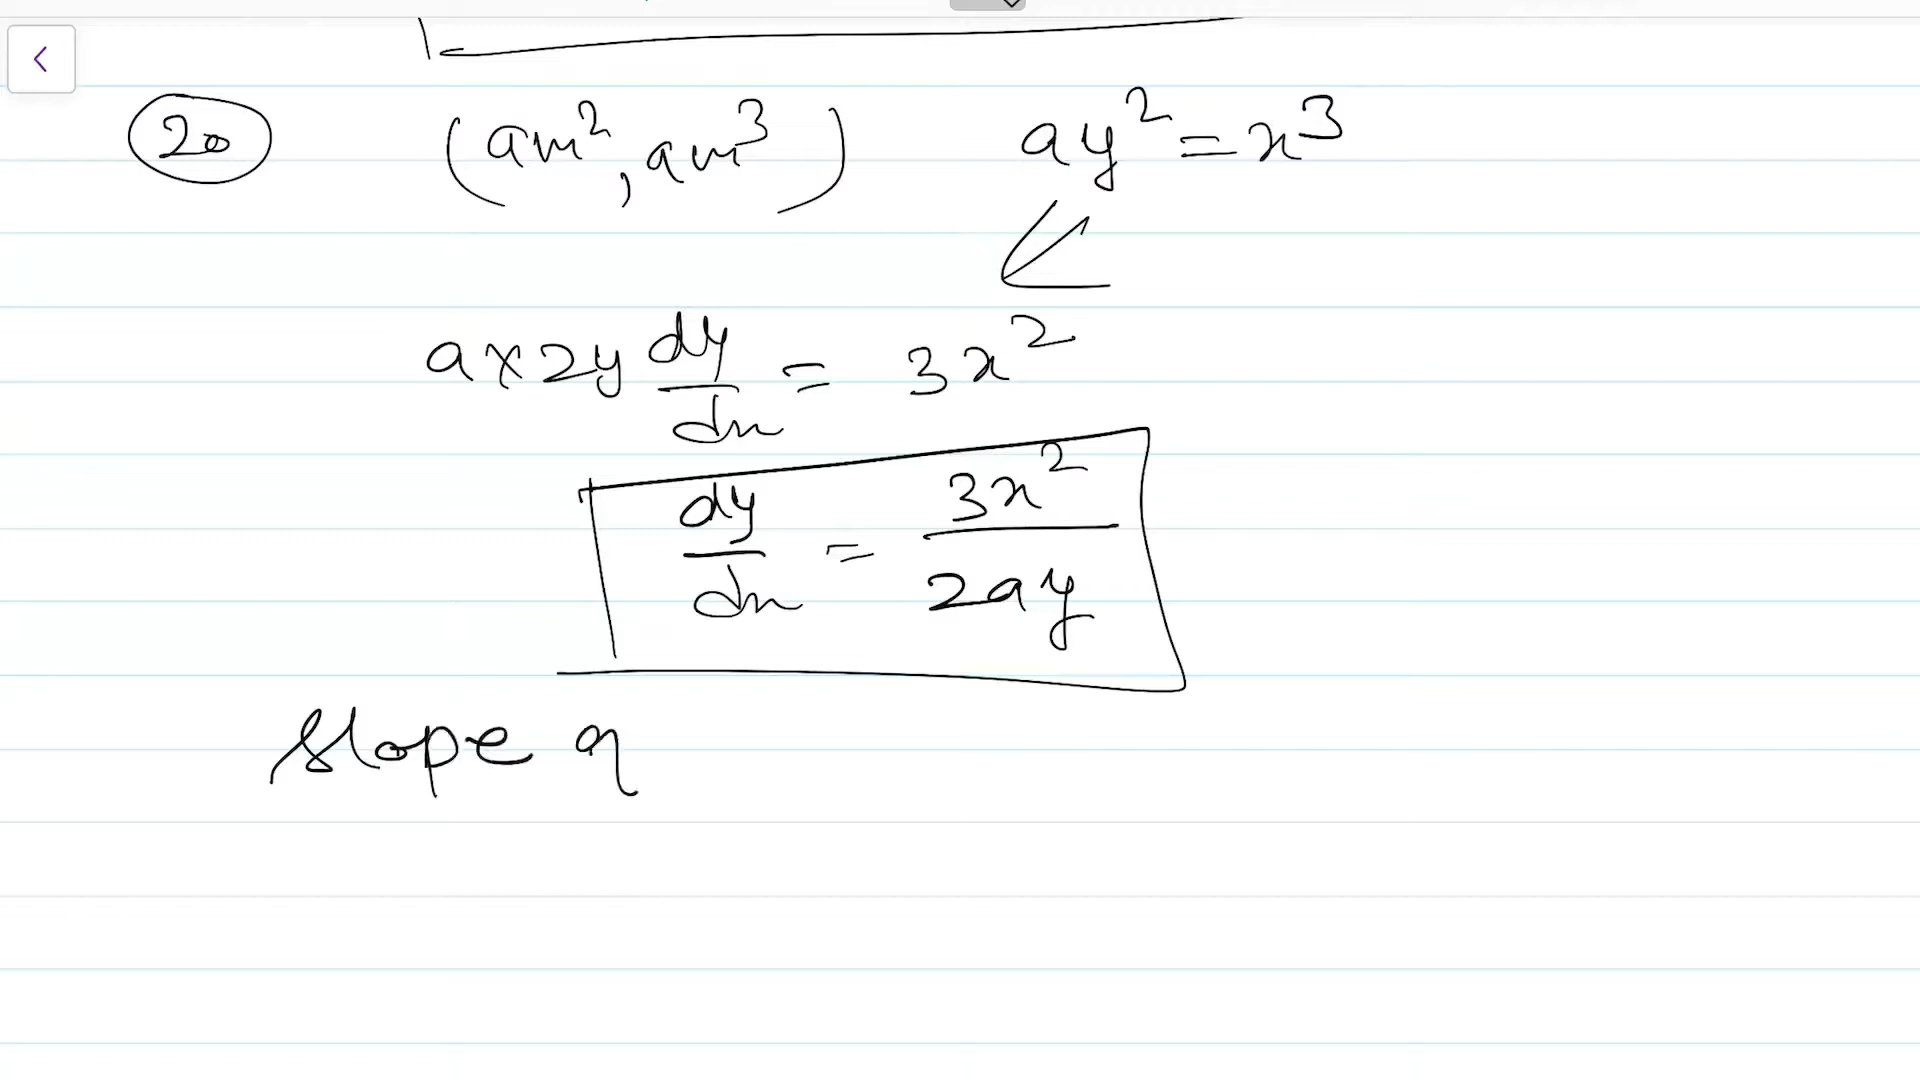 20 (am², am³) ay² = x³
a × 2y dy/dx = 3x²
dy/dx = 3x²/2ay
Slope of